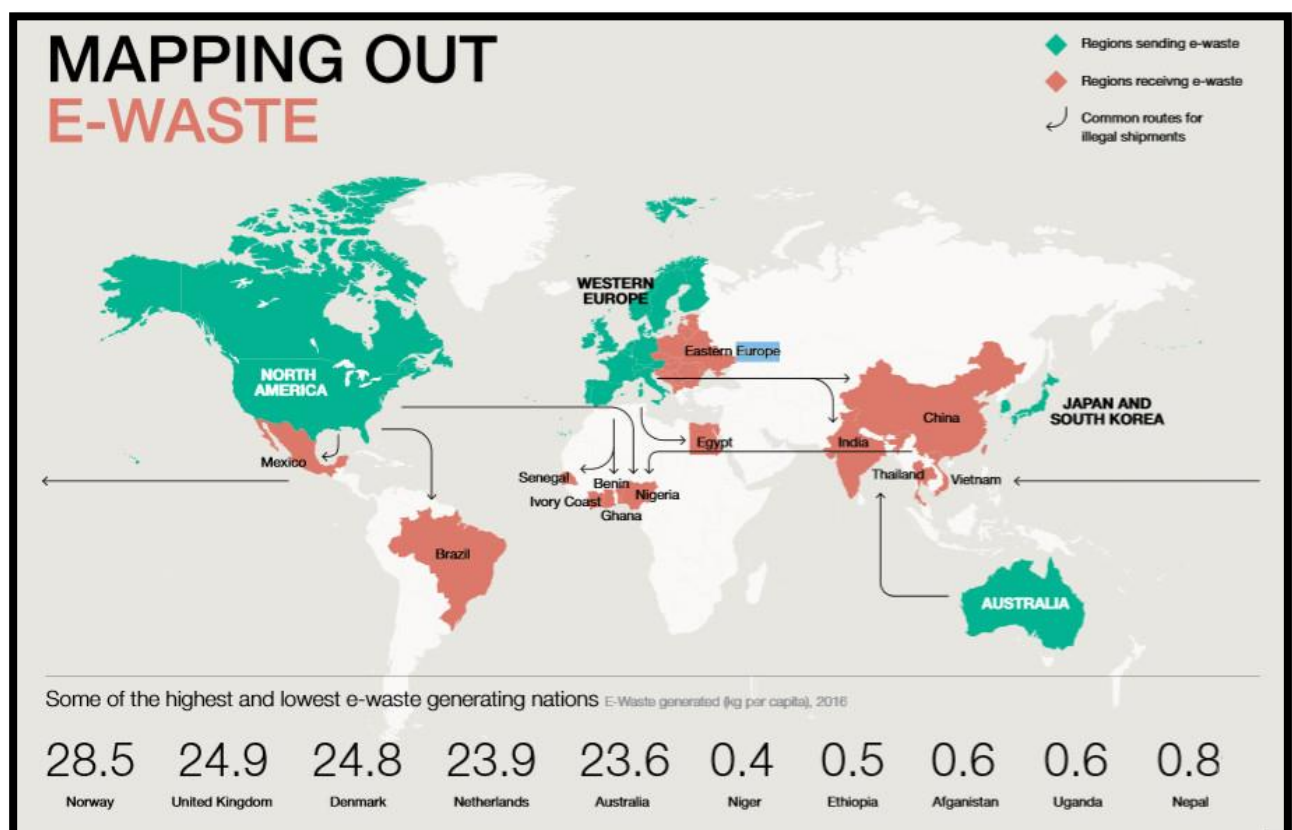 MAPPING OUT
E-WASTE
Regions sending e-waste
Regions receivng e-waste
Common routes for
illegal shipments
WESTERN
EUROPE
Eastern Europe
NORTH
AMERICA
JAPAN AND
SOUTH KOREA
China
Mexico
Egypt
India
Senegal
Benin
Thailand
Vietnam
Ivory Coast
Nigeria
Ghana
Brazil
AUSTRALIA
Some of the highest and lowest e-waste generating nations E-Waste generated (kg per capita), 2016
28.5 24.9 24.8 23.9 23.6 0.4 0.5 0.6 0.6 0.8
Norway United Kingdom Denmark Netherlands Australia Niger Ethiopia Afganistan Uganda Nepal